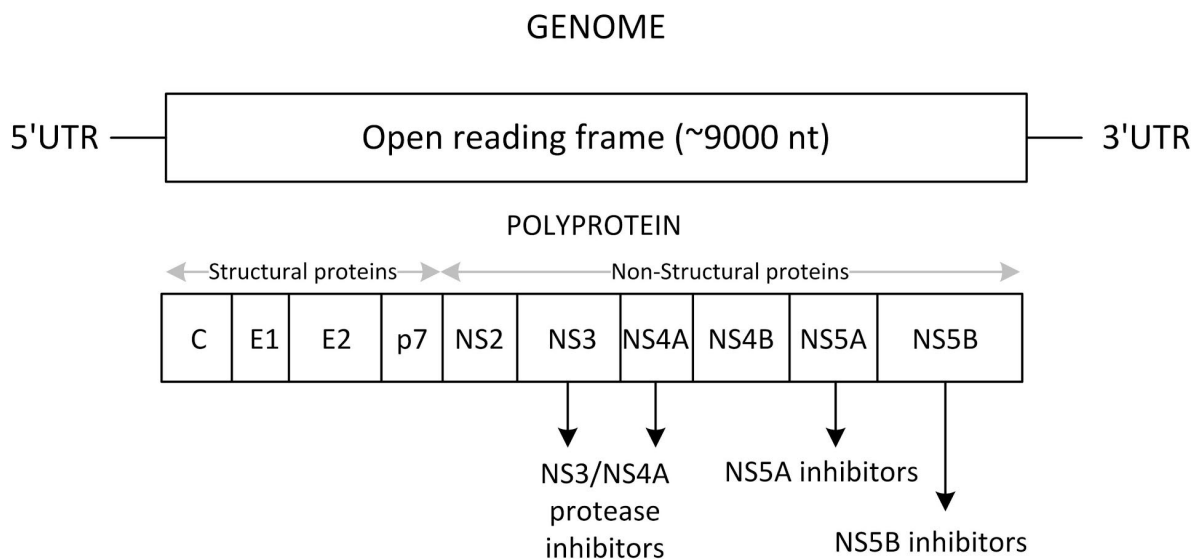 GENOME
5'UTR
Open reading frame (~9000 nt)
3'UTR
POLYPROTEIN
Structural proteins
Non-Structural proteins
C
E1
E2
p7
NS2
NS3
NS4A
NS4B
NS5A
NS5B
NS3/NS4A
protease
inhibitors
NS5A inhibitors
NS5B inhibitors